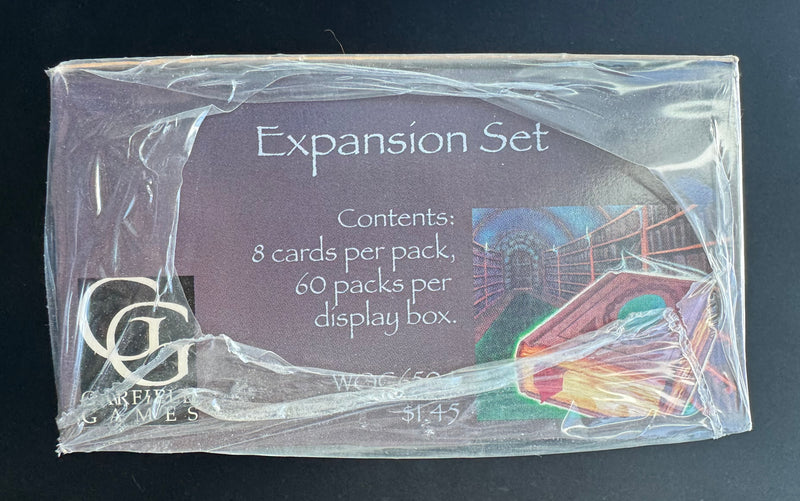 Expansion Set
Contents:
8 cards per pack,
60 packs per
display box.
$1.45
GG
GARFIELD
GAMES